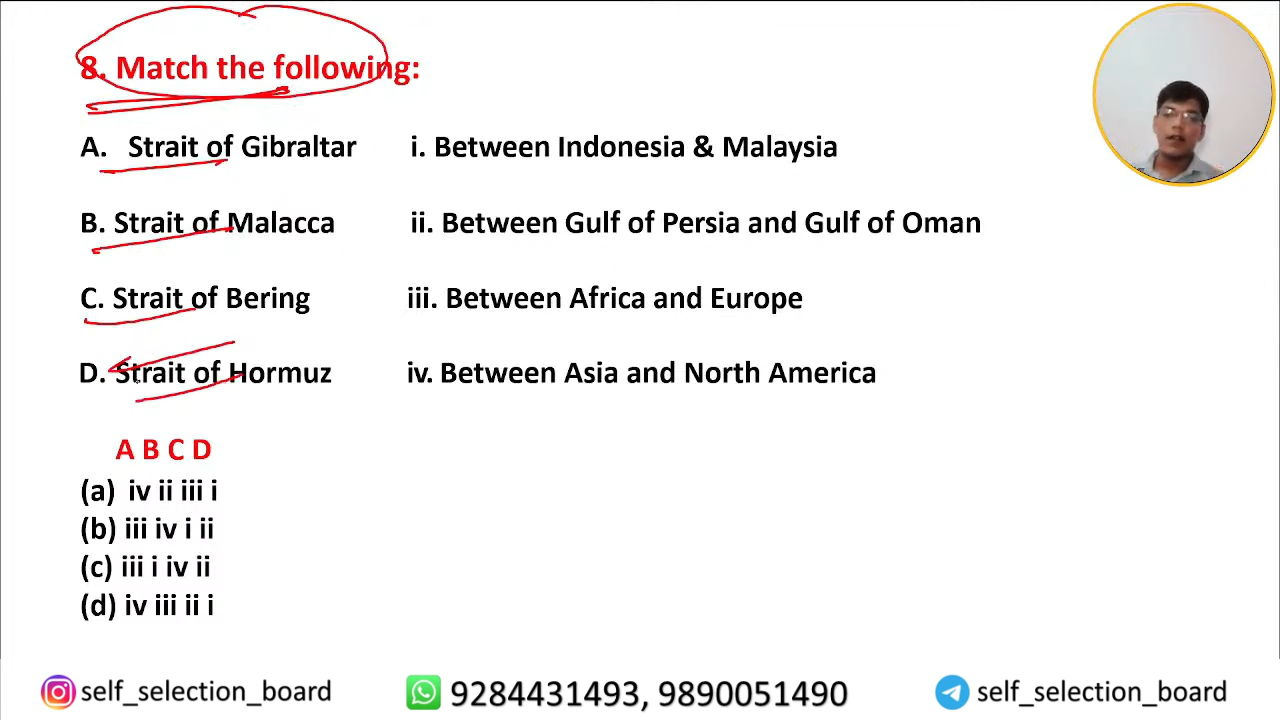 8. Match the following:
A. Strait of Gibraltar i. Between Indonesia & Malaysia
B. Strait of Malacca ii. Between Gulf of Persia and Gulf of Oman
C. Strait of Bering iii. Between Africa and Europe
D. Strait of Hormuz iv. Between Asia and North America
A B C D
(a) iv ii iii i
(b) iii iv i ii
(c) iii i iv ii
(d) iv iii ii i
self_selection_board 9284431493, 9890051490 self_selection_board